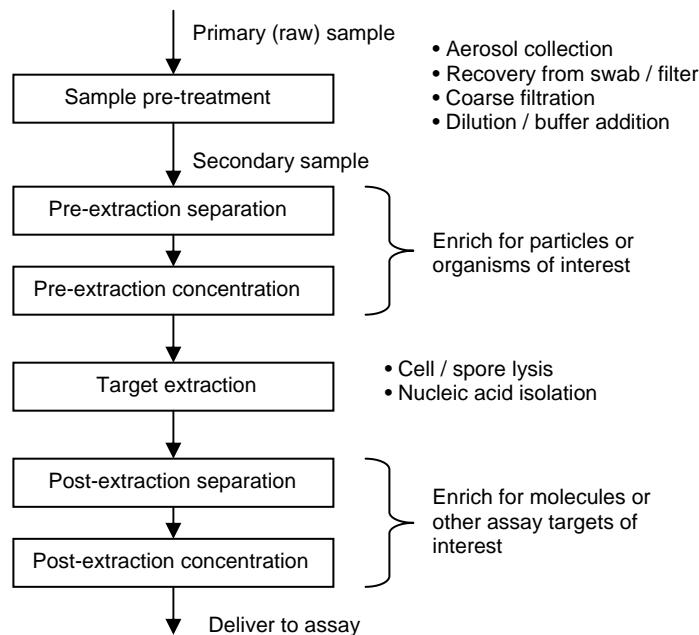 Primary (raw) sample
• Aerosol collection
• Recovery from swab / filter
• Coarse filtration
• Dilution / buffer addition
Sample pre-treatment
Secondary sample
Pre-extraction separation
Enrich for particles or
organisms of interest
Pre-extraction concentration
Target extraction
• Cell / spore lysis
• Nucleic acid isolation
Post-extraction separation
Enrich for molecules or
other assay targets of
interest
Post-extraction concentration
Deliver to assay